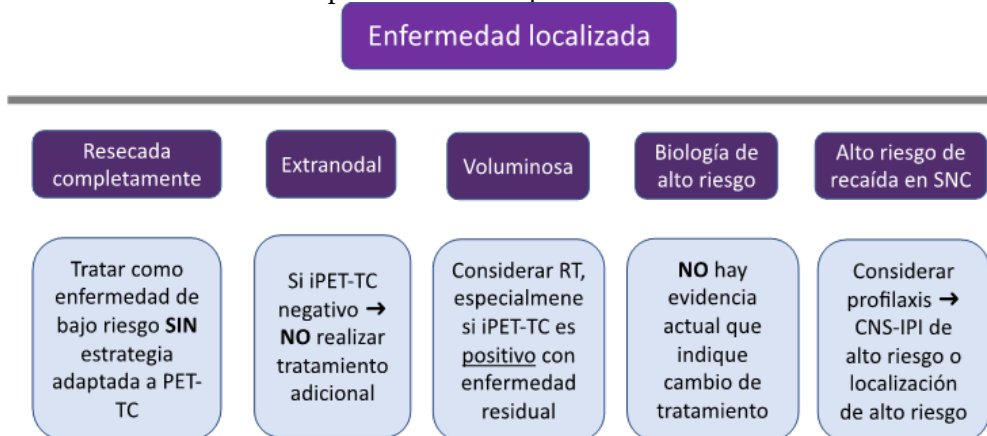 Enfermedad localizada
Resecada
completamente
Extranodal
Voluminosa
Biología de
alto riesgo
Alto riesgo de
recaída en SNC
Tratar como
enfermedad de
bajo riesgo SIN
estrategia
adaptada a PET-
TC
Si iPET-TC
negativo ➜
NO realizar
tratamiento
adicional
Considerar RT,
especialmene
si iPET-TC es
positivo con
enfermedad
residual
NO hay
evidencia
actual que
indique
cambio de
tratamiento
Considerar
profilaxis ➜
CNS-IPI de
alto riesgo o
localización
de alto riesgo